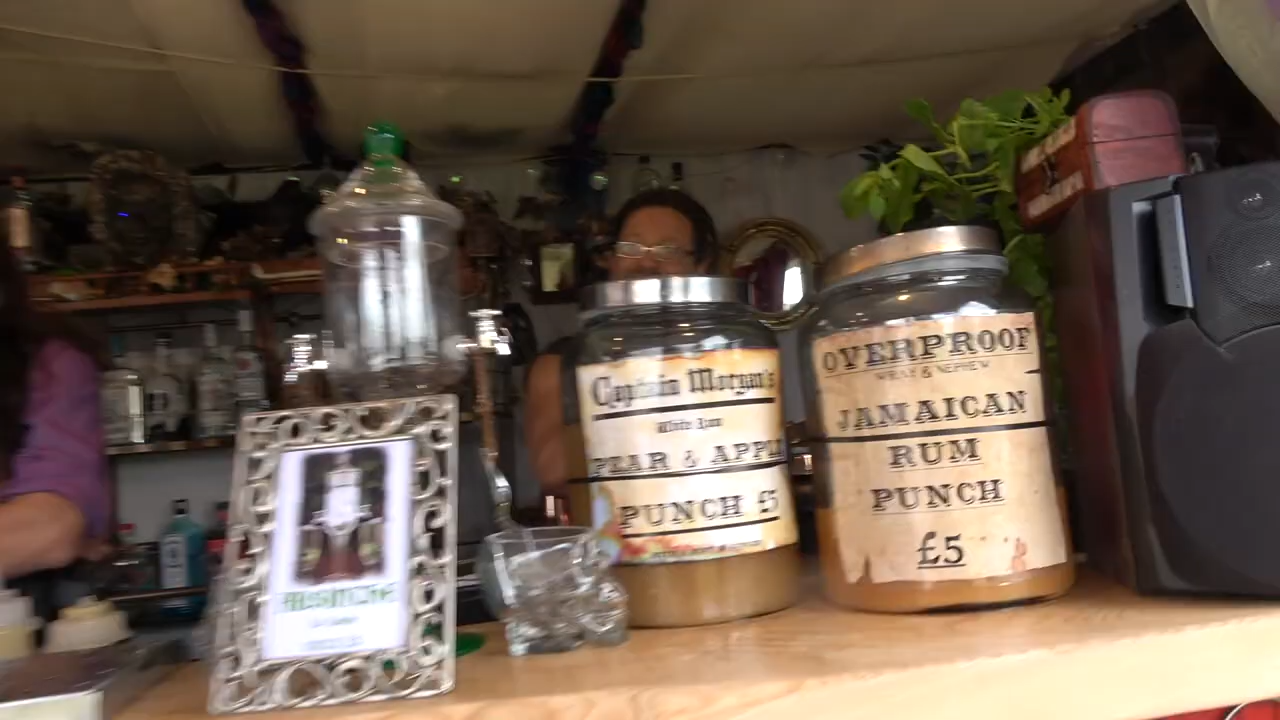 Captain Morgan's
White Rum
PEAR & APPLE
PUNCH £5
OVERPROOF
WRAY & NEPHEW
JAMAICAN
RUM
PUNCH
£5